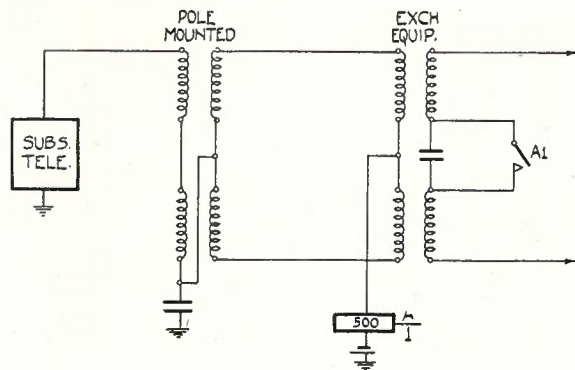 POLE
MOUNTED
EXCH
EQUIP.
SUBS.
TELE.
A1
500
A
1